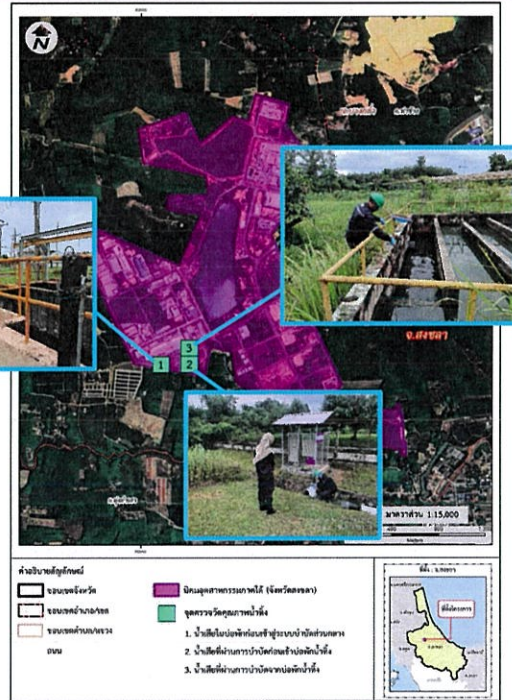 N
จ.สงขลา
3
1
2
มาตราส่วน 1:15,000
คำอธิบายสัญลักษณ์
ขอบเขตจังหวัด
ขอบเขตอำเภอ/เขต
ขอบเขตตำบล/แขวง
ถนน
นิคมอุตสาหกรรมภาคใต้ (จังหวัดสงขลา)
จุดตรวจวัดคุณภาพน้ำทิ้ง
1. น้ำเสียในบ่อพักก่อนเข้าสู่ระบบบำบัดส่วนกลาง
2. น้ำเสียที่ผ่านการบำบัดก่อนเข้าบ่อพักน้ำทิ้ง
3. น้ำเสียที่ผ่านการบำบัดจากบ่อพักน้ำทิ้ง
ที่ตั้งโครงการ